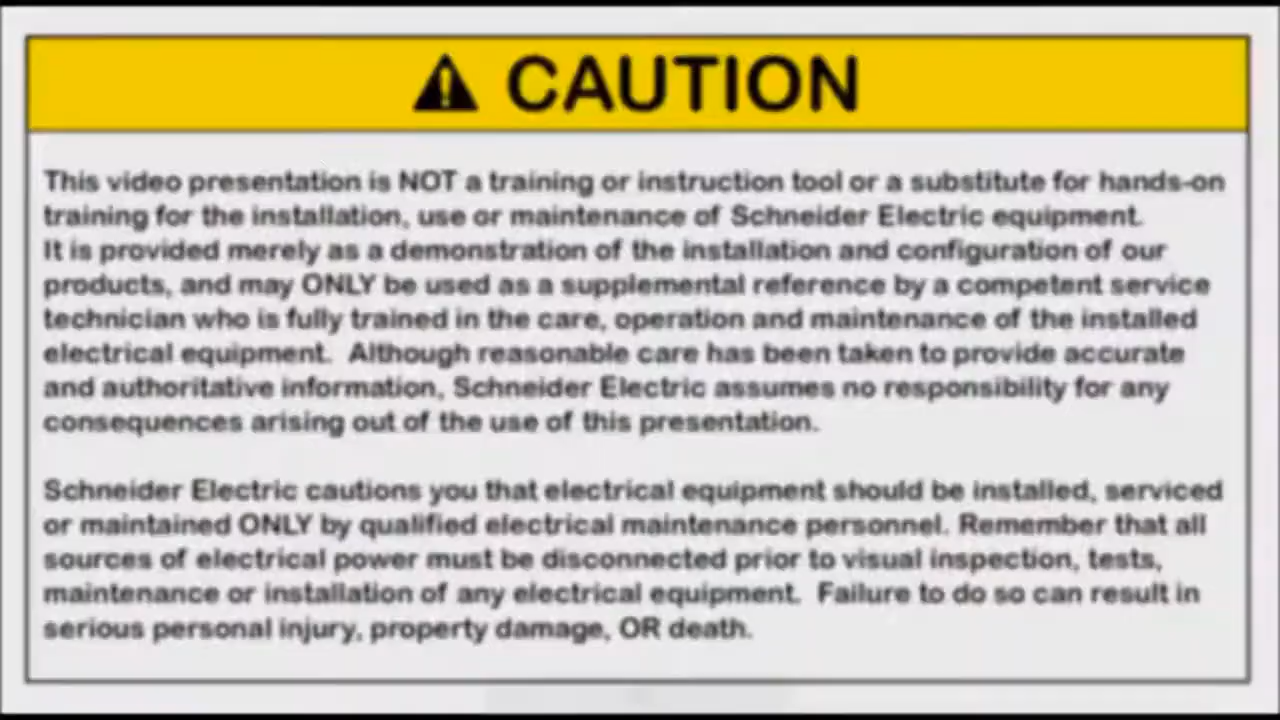 CAUTION
This video presentation is NOT a training or instruction tool or a substitute for hands-on
training for the installation, use or maintenance of Schneider Electric equipment.
It is provided merely as a demonstration of the installation and configuration of our
products, and may ONLY be used as a supplemental reference by a competent service
technician who is fully trained in the care, operation and maintenance of the installed
electrical equipment.  Although reasonable care has been taken to provide accurate
and authoritative information, Schneider Electric assumes no responsibility for any
consequences arising out of the use of this presentation.
Schneider Electric cautions you that electrical equipment should be installed, serviced
or maintained ONLY by qualified electrical maintenance personnel. Remember that all
sources of electrical power must be disconnected prior to visual inspection, tests,
maintenance or installation of any electrical equipment.  Failure to do so can result in
serious personal injury, property damage, OR death.